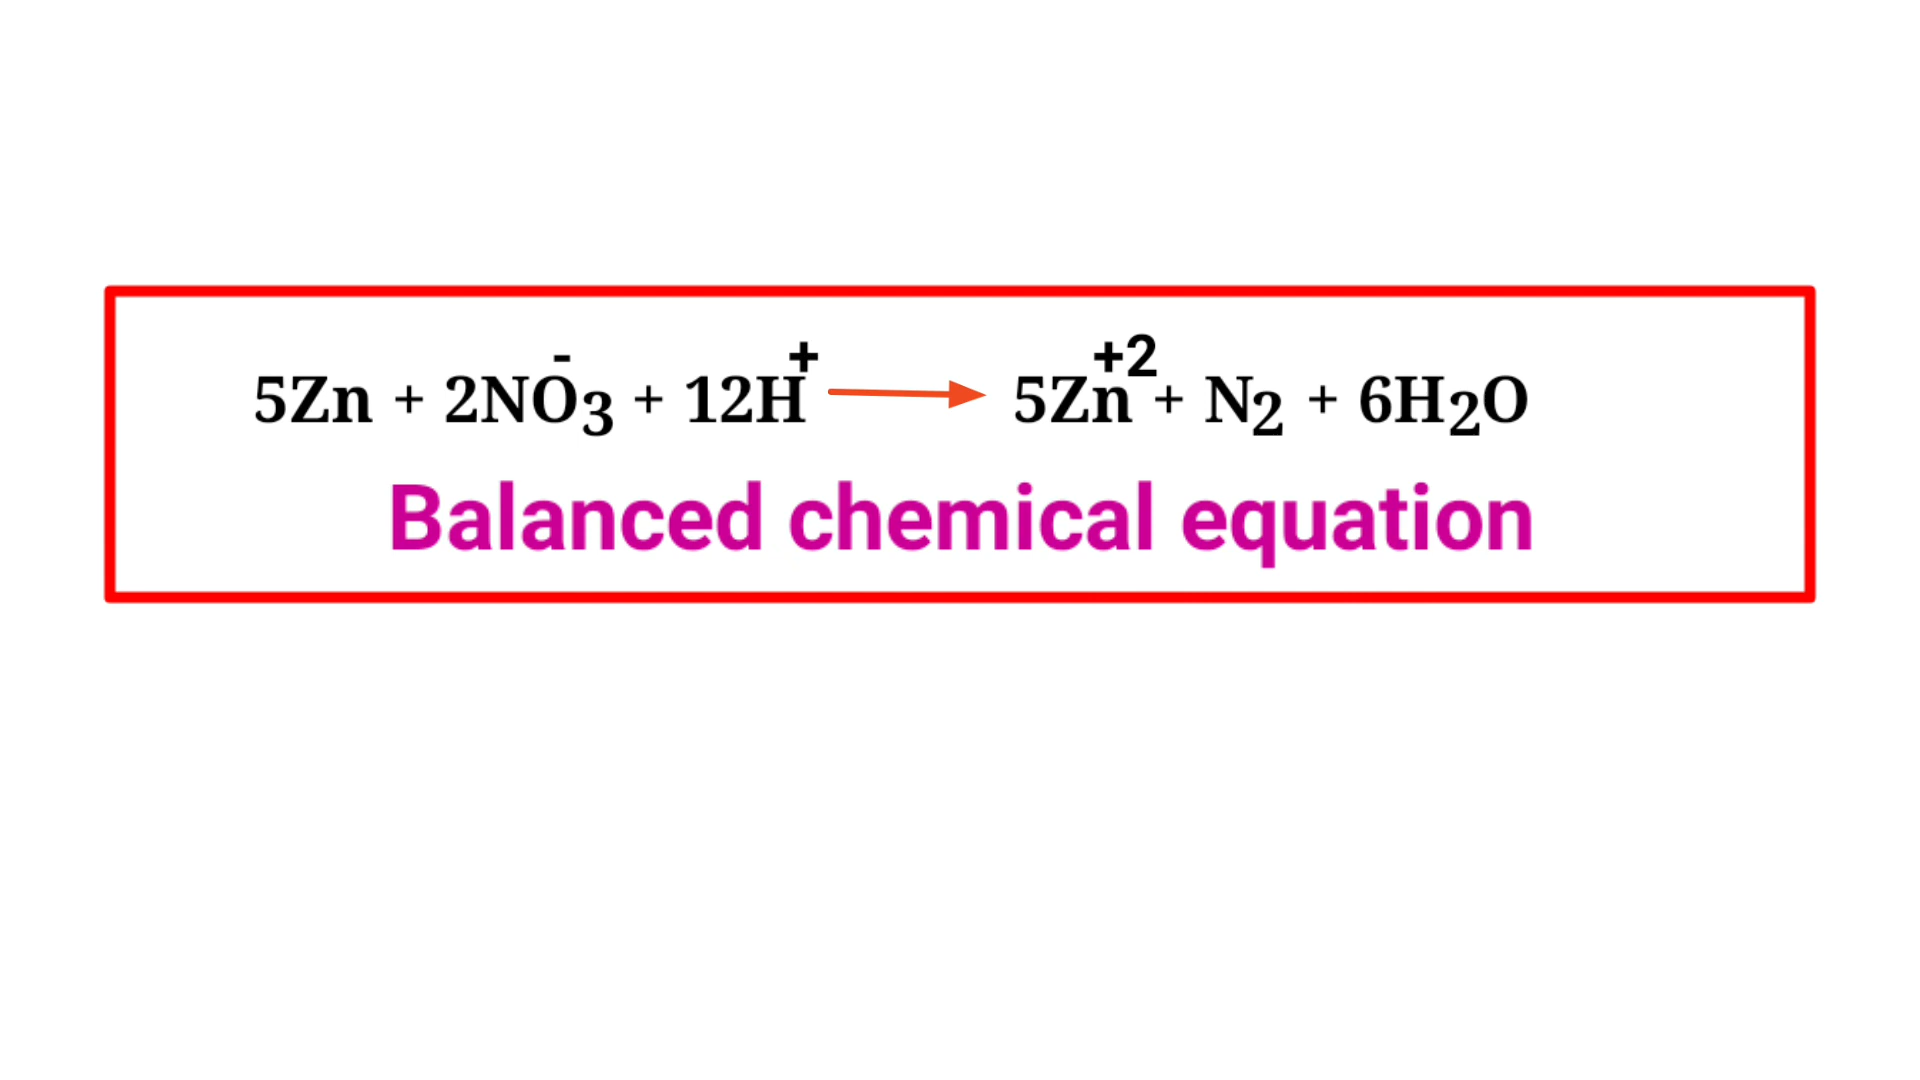 5Zn + 2NO₃⁻ + 12H⁺ → 5Zn⁺² + N₂ + 6H₂O
Balanced chemical equation